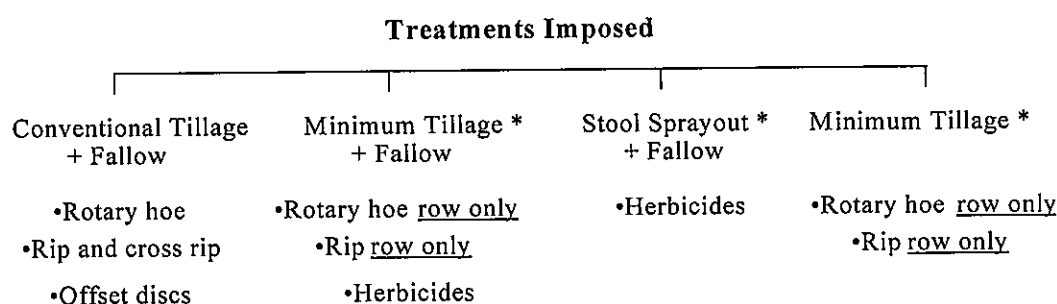 Treatments Imposed
Conventional Tillage + Fallow
Minimum Tillage * + Fallow
Stool Sprayout * + Fallow
Minimum Tillage *
•Rotary hoe
•Rip and cross rip
•Offset discs
•Rotary hoe row only
•Rip row only
•Herbicides
•Herbicides
•Rotary hoe row only
•Rip row only